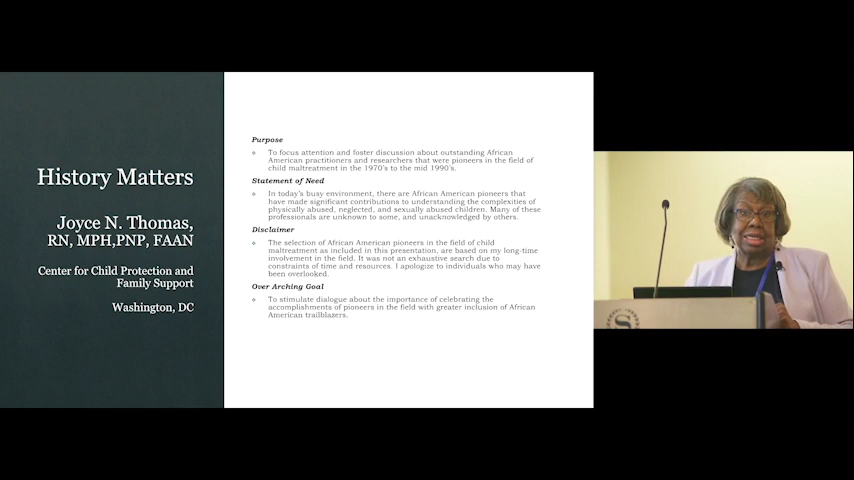 History Matters
Joyce N. Thomas,
RN, MPH,PNP, FAAN
Center for Child Protection and
Family Support
Washington, DC
Purpose
To focus attention and foster discussion about outstanding African
American practitioners and researchers that were pioneers in the field of
child maltreatment in the 1970's to the mid 1990's.
Statement of Need
In today's busy environment, there are African American pioneers that
have made significant contributions to understanding the complexities of
physically abused, neglected, and sexually abused children. Many of these
professionals are unknown to some, and unacknowledged by others.
Disclaimer
The selection of African American pioneers in the field of child
maltreatment as included in this presentation, are based on my long-time
involvement in the field. It was not an exhaustive search due to
constraints of time and resources. I apologize to individuals who may have
been overlooked.
Over Arching Goal
To stimulate dialogue about the importance of celebrating the
accomplishments of pioneers in the field with greater inclusion of African
American trailblazers.